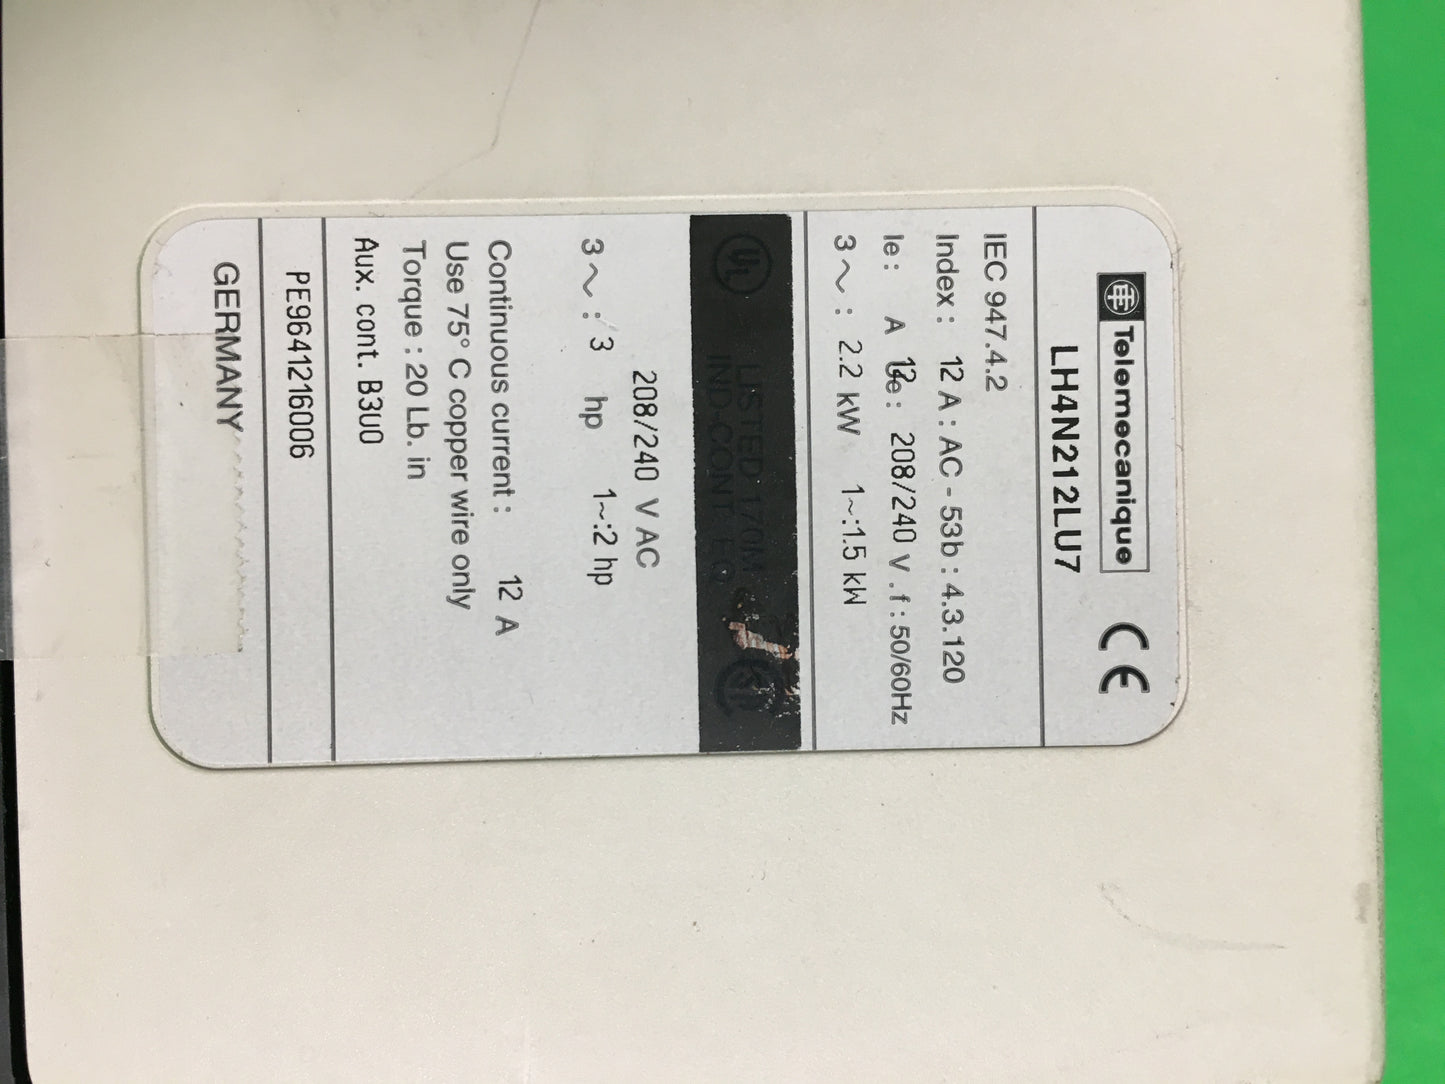 Telemecanique CE
LH4N212LU7
IEC 947.4.2
Index : 12 A : AC - 53b : 4.3.120
Ie : A 12 Ue : 208/240 V . f : 50/60Hz
3~ : 2.2 kW 1~:1.5 kW
UL LISTED 170M
IND. CONT. EQ.
208/240 V AC
3~ : 3 hp 1~:2 hp
Continuous current : 12 A
Use 75° C copper wire only
Torque : 20 Lb. in
Aux. cont. B3U0
PE9641216006
GERMANY